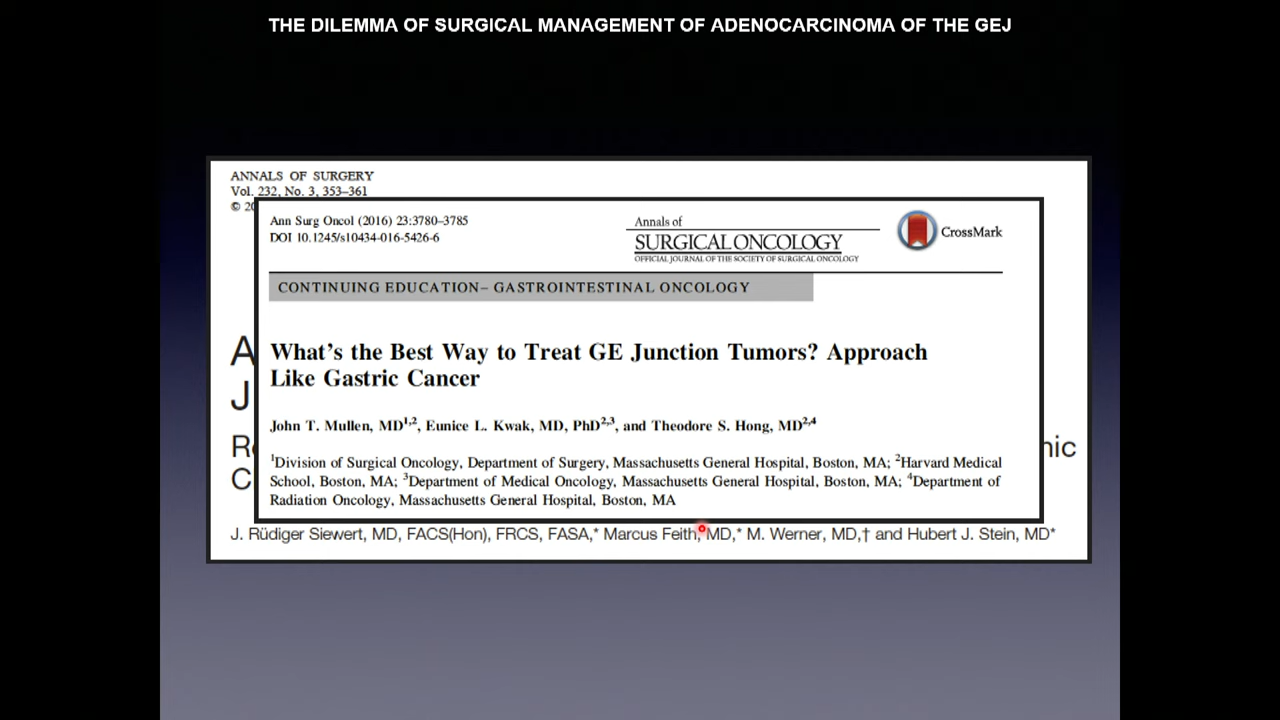 THE DILEMMA OF SURGICAL MANAGEMENT OF ADENOCARCINOMA OF THE GEJ
ANNALS OF SURGERY
Vol. 232, No. 3, 353–361
© 20
Ann Surg Oncol (2016) 23:3780–3785
DOI 10.1245/s10434-016-5426-6
Annals of
SURGICAL ONCOLOGY
OFFICIAL JOURNAL OF THE SOCIETY OF SURGICAL ONCOLOGY
CrossMark
CONTINUING EDUCATION– GASTROINTESTINAL ONCOLOGY
What's the Best Way to Treat GE Junction Tumors? Approach
Like Gastric Cancer
John T. Mullen, MD1,2, Eunice L. Kwak, MD, PhD2,3, and Theodore S. Hong, MD2,4
1Division of Surgical Oncology, Department of Surgery, Massachusetts General Hospital, Boston, MA; 2Harvard Medical
School, Boston, MA; 3Department of Medical Oncology, Massachusetts General Hospital, Boston, MA; 4Department of
Radiation Oncology, Massachusetts General Hospital, Boston, MA
J. Rüdiger Siewert, MD, FACS(Hon), FRCS, FASA,* Marcus Feith, MD,* M. Werner, MD,† and Hubert J. Stein, MD*